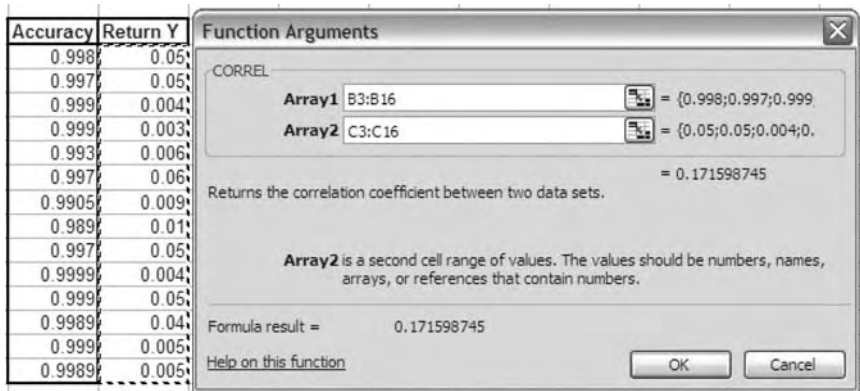 Accuracy Return Y
0.998 0.05
0.997 0.05
0.999 0.004
0.999 0.003
0.993 0.006
0.997 0.06
0.9905 0.009
0.989 0.01
0.997 0.05
0.9999 0.004
0.999 0.05
0.9989 0.04
0.999 0.005
0.9989 0.005
Function Arguments
CORREL
Array1 B3:B16 = {0.998;0.997;0.999;
Array2 C3:C16 = {0.05;0.05;0.004;0.
= 0.171598745
Returns the correlation coefficient between two data sets.
Array2 is a second cell range of values. The values should be numbers, names,
arrays, or references that contain numbers.
Formula result = 0.171598745
Help on this function
OK Cancel